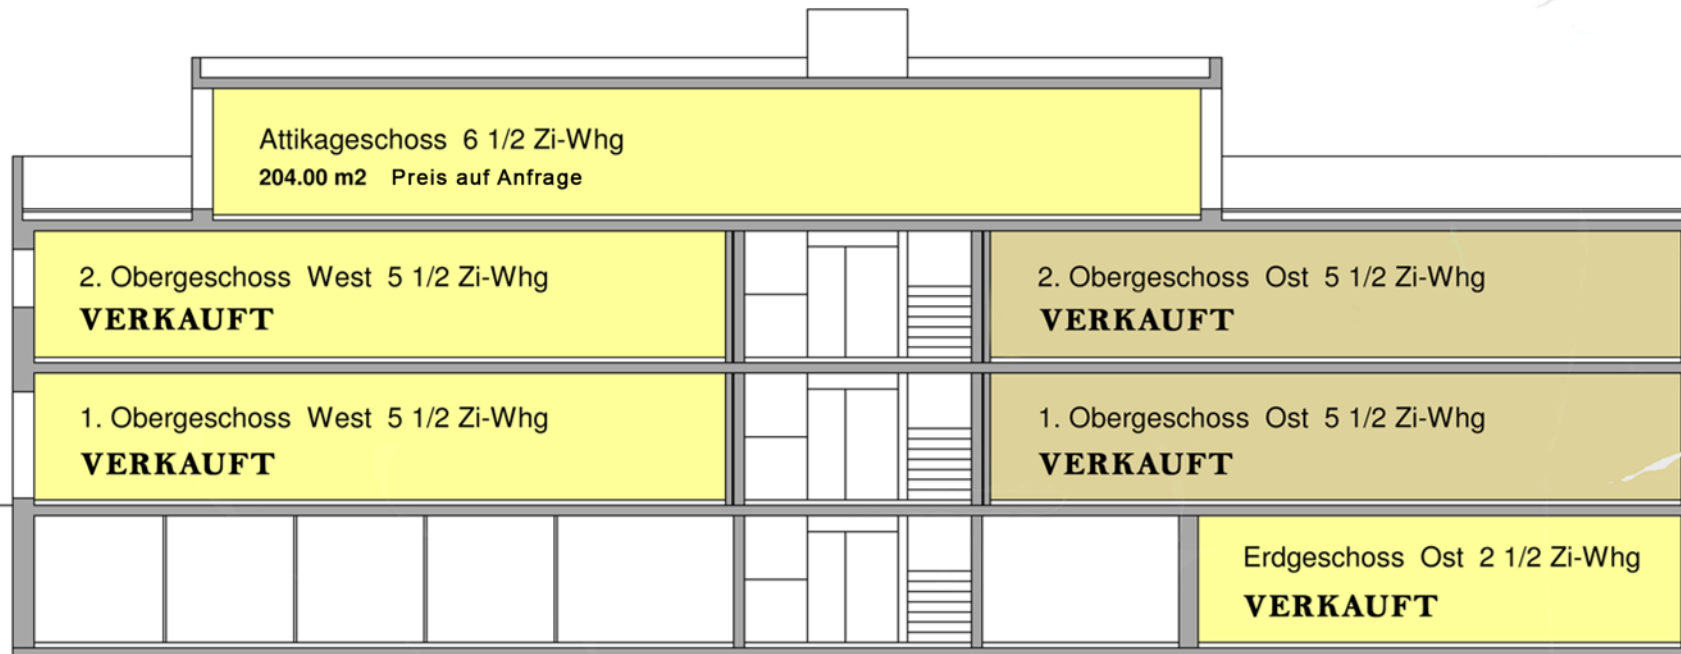 Attikageschoss 6 1/2 Zi-Whg
204.00 m2 Preis auf Anfrage
2. Obergeschoss West 5 1/2 Zi-Whg
VERKAUFT
2. Obergeschoss Ost 5 1/2 Zi-Whg
VERKAUFT
1. Obergeschoss West 5 1/2 Zi-Whg
VERKAUFT
1. Obergeschoss Ost 5 1/2 Zi-Whg
VERKAUFT
Erdgeschoss Ost 2 1/2 Zi-Whg
VERKAUFT